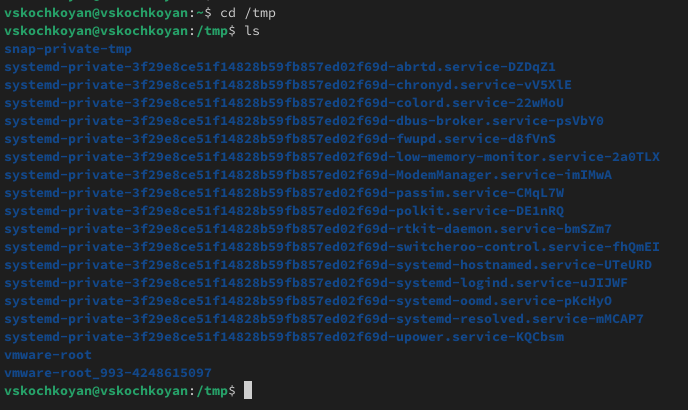 vskochkoyan@vskochkoyan:~$ cd /tmp
vskochkoyan@vskochkoyan:/tmp$ ls
snap-private-tmp
systemd-private-3f29e8ce51f14828b59fb857ed02f69d-abrtd.service-DZDqZ1
systemd-private-3f29e8ce51f14828b59fb857ed02f69d-chronyd.service-vV5XlE
systemd-private-3f29e8ce51f14828b59fb857ed02f69d-colord.service-22wMoU
systemd-private-3f29e8ce51f14828b59fb857ed02f69d-dbus-broker.service-psVbY0
systemd-private-3f29e8ce51f14828b59fb857ed02f69d-fwupd.service-d8fVnS
systemd-private-3f29e8ce51f14828b59fb857ed02f69d-low-memory-monitor.service-2a0TLX
systemd-private-3f29e8ce51f14828b59fb857ed02f69d-ModemManager.service-imIMwA
systemd-private-3f29e8ce51f14828b59fb857ed02f69d-passim.service-CMqL7W
systemd-private-3f29e8ce51f14828b59fb857ed02f69d-polkit.service-DE1nRQ
systemd-private-3f29e8ce51f14828b59fb857ed02f69d-rtkit-daemon.service-bmSZm7
systemd-private-3f29e8ce51f14828b59fb857ed02f69d-switcheroo-control.service-fhQmEI
systemd-private-3f29e8ce51f14828b59fb857ed02f69d-systemd-hostnamed.service-UTeURD
systemd-private-3f29e8ce51f14828b59fb857ed02f69d-systemd-logind.service-uJIJWF
systemd-private-3f29e8ce51f14828b59fb857ed02f69d-systemd-oomd.service-pKcHyO
systemd-private-3f29e8ce51f14828b59fb857ed02f69d-systemd-resolved.service-mMCAP7
systemd-private-3f29e8ce51f14828b59fb857ed02f69d-upower.service-KQCbsm
vmware-root
vmware-root_993-4248615097
vskochkoyan@vskochkoyan:/tmp$